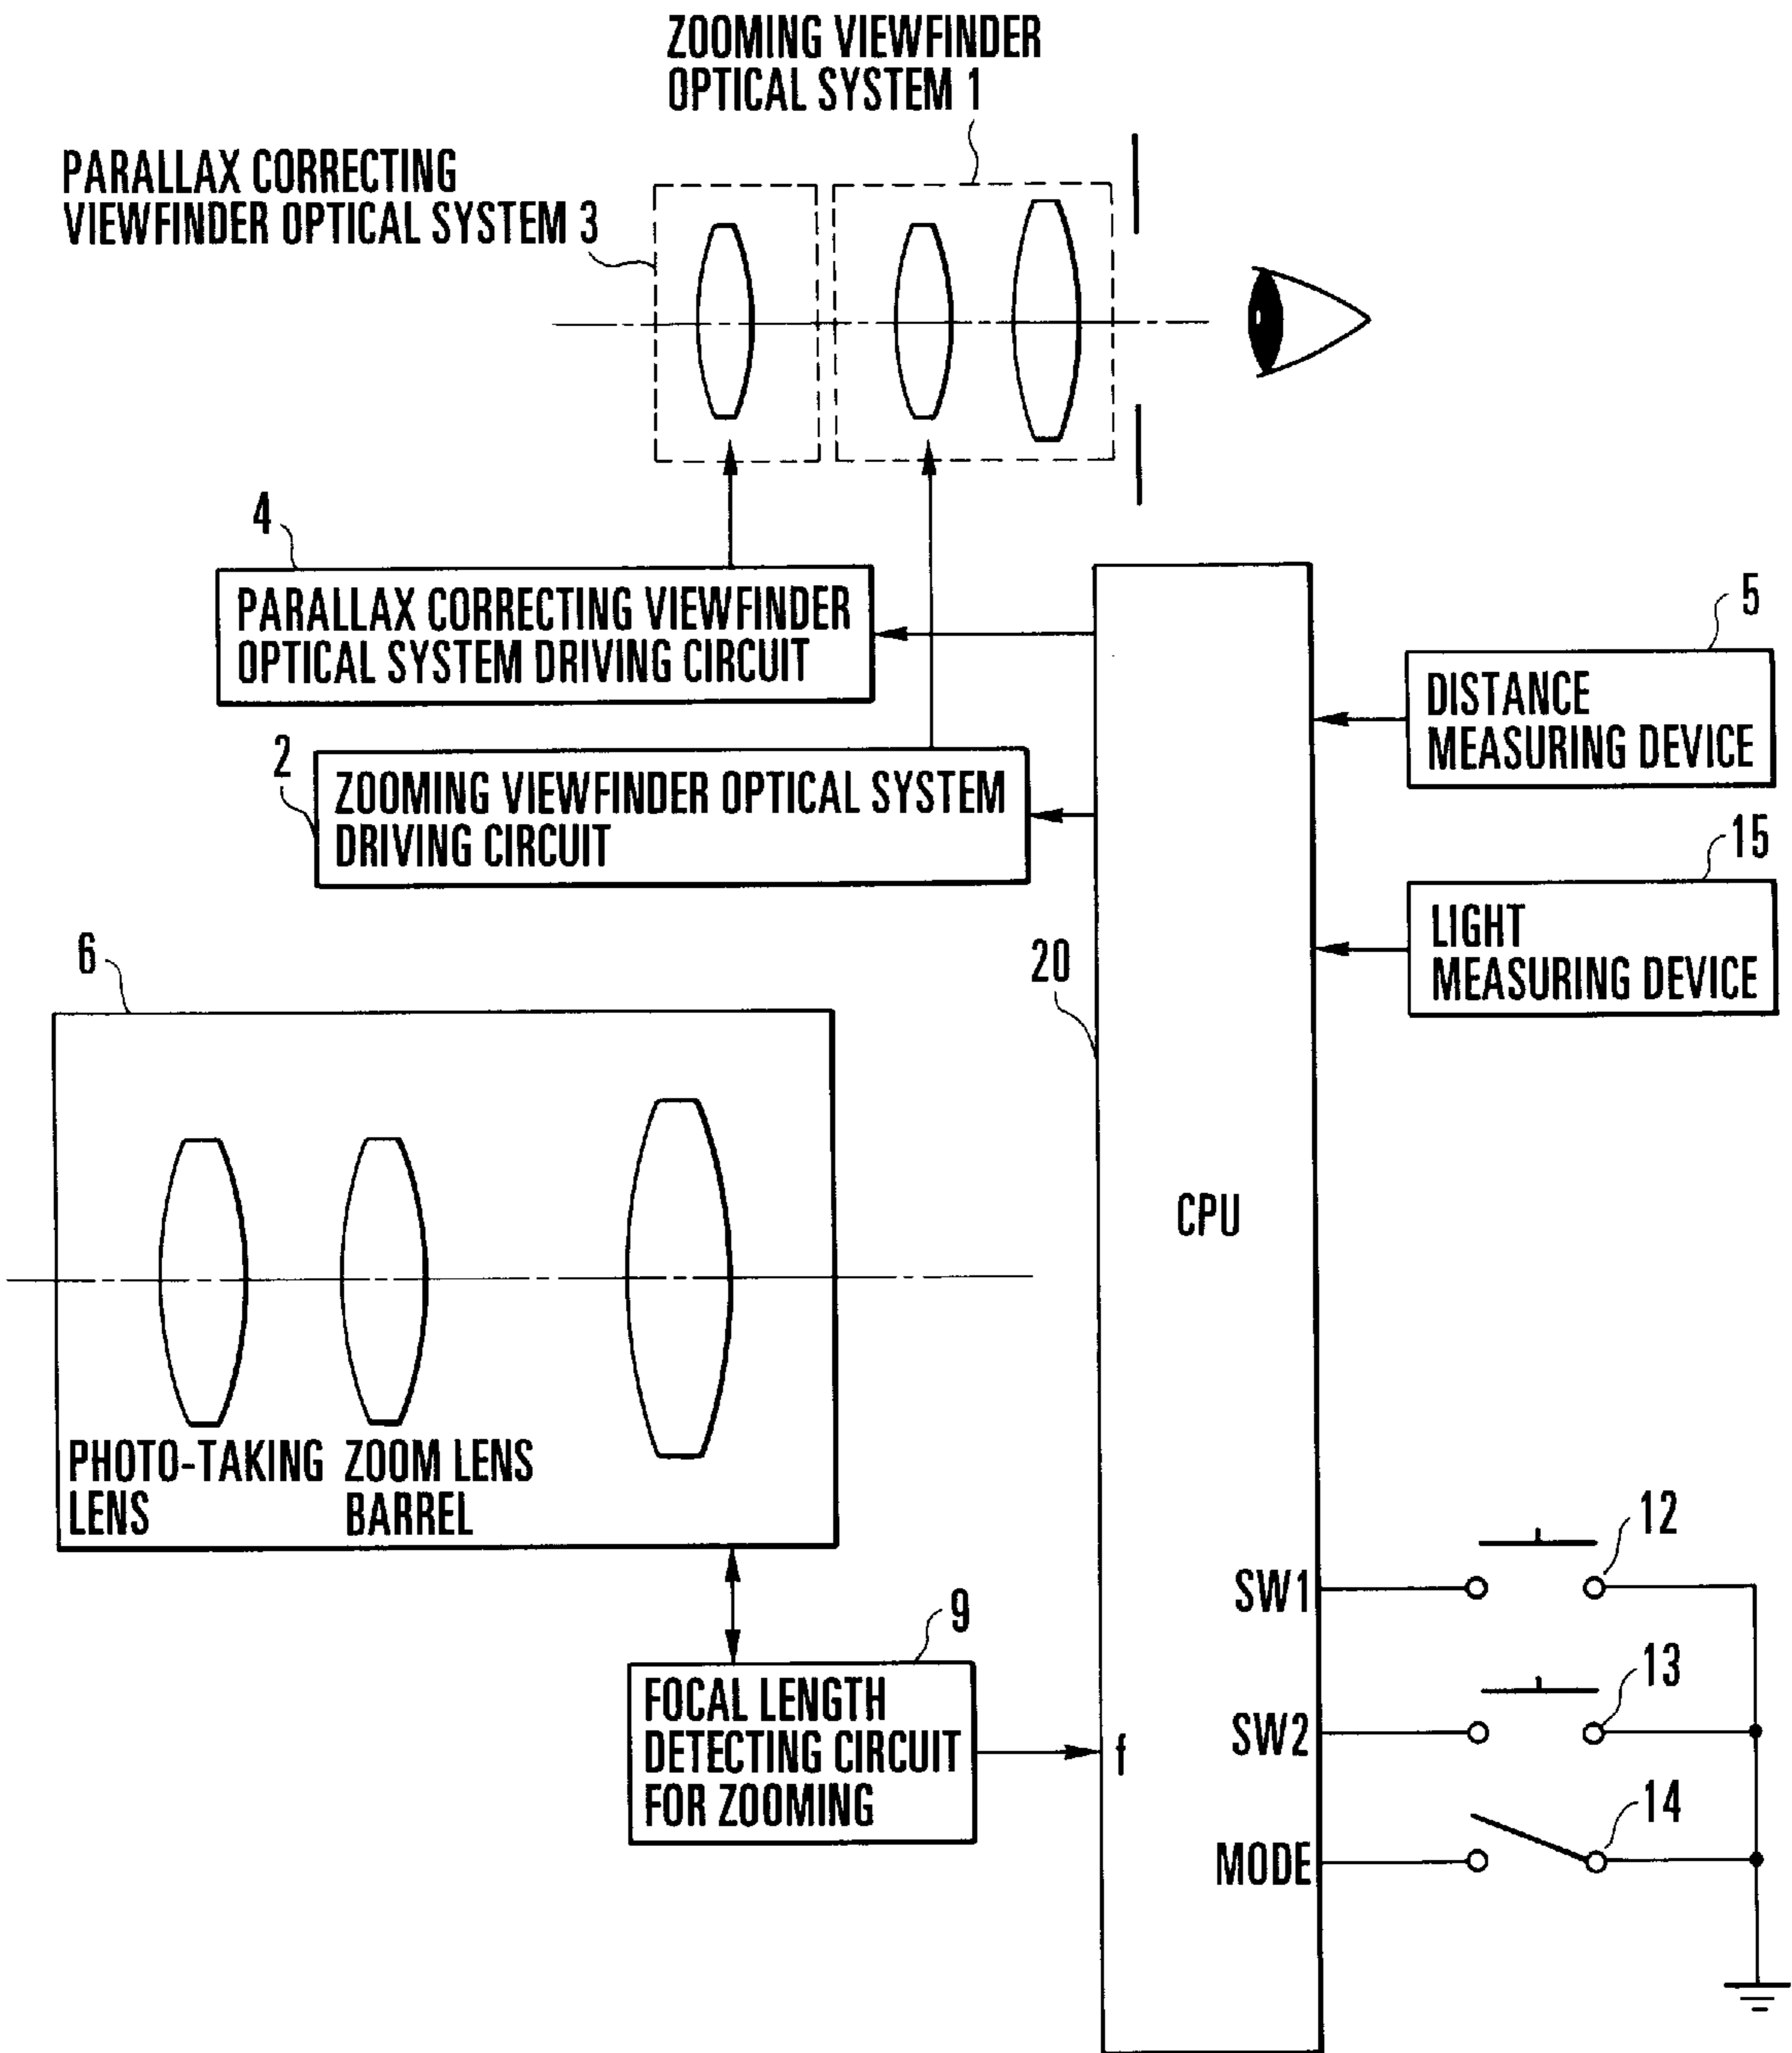 ZOOMING VIEWFINDER
OPTICAL SYSTEM 1
PARALLAX CORRECTING
VIEWFINDER OPTICAL SYSTEM 3
4
PARALLAX CORRECTING VIEWFINDER
OPTICAL SYSTEM DRIVING CIRCUIT
5
DISTANCE
MEASURING DEVICE
2
ZOOMING VIEWFINDER OPTICAL SYSTEM
DRIVING CIRCUIT
15
LIGHT
MEASURING DEVICE
6
20
CPU
PHOTO-TAKING
LENS
ZOOM LENS
BARREL
SW1
12
9
FOCAL LENGTH
DETECTING CIRCUIT
FOR ZOOMING
f
SW2
13
MODE
14